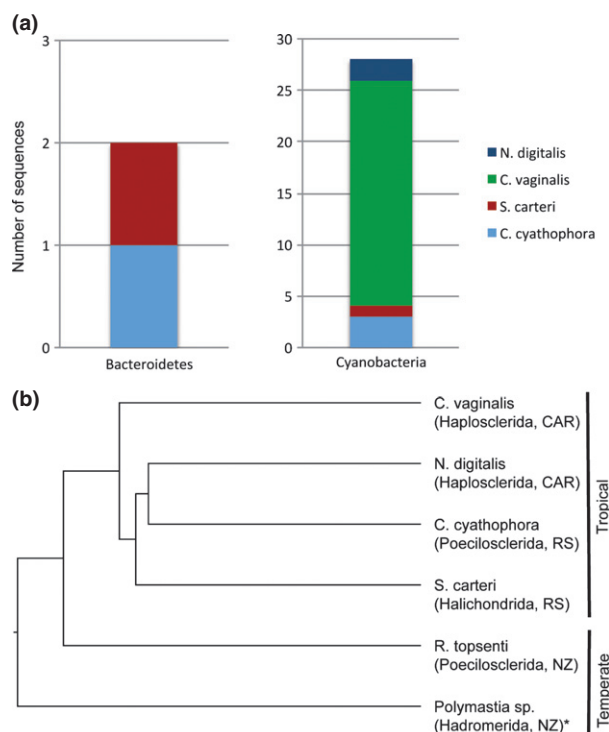 (a)
Number of sequences
3
2
1
0
Bacteroidetes
30
25
20
15
10
5
0
Cyanobacteria
N. digitalis
C. vaginalis
S. carteri
C. cyathophora
(b)
C. vaginalis
(Haplosclerida, CAR)
N. digitalis
(Haplosclerida, CAR)
C. cyathophora
(Poecilosclerida, RS)
S. carteri
(Halichondrida, RS)
R. topsenti
(Poecilosclerida, NZ)
Polymastia sp.
(Hadromerida, NZ)*
Tropical
Temperate